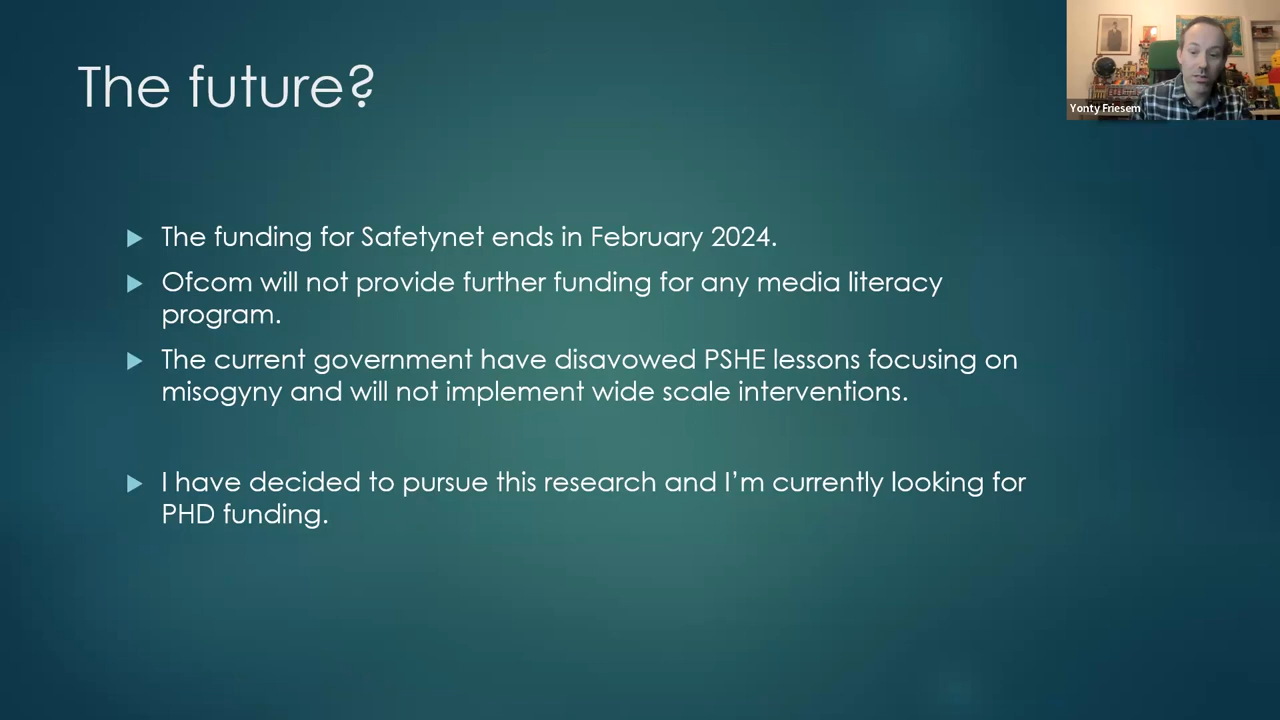 The future?
Yonty Friesem
The funding for Safetynet ends in February 2024.
Ofcom will not provide further funding for any media literacy
program.
The current government have disavowed PSHE lessons focusing on
misogyny and will not implement wide scale interventions.
I have decided to pursue this research and I’m currently looking for
PHD funding.